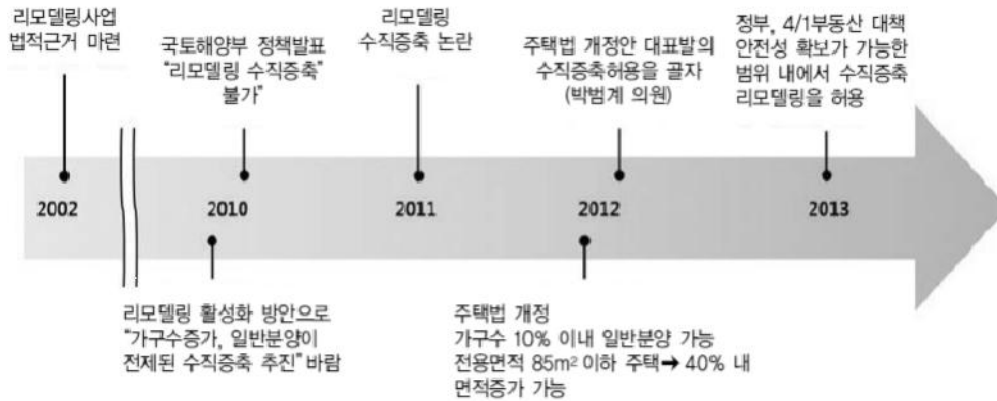 리모델링사업
법적근거 마련
국토해양부 정책발표
"리모델링 수직증축"
불가"
리모델링
수직증축 논란
주택법 개정안 대표발의
수직증축허용을 골자
(박범계 의원)
정부, 4/1부동산 대책
안전성 확보가 가능한
범위 내에서 수직증축
리모델링을 허용
2002
2010
2011
2012
2013
리모델링 활성화 방안으로
"가구수증가, 일반분양이
전제된 수직증축 추진" 바람
주택법 개정
가구수 10% 이내 일반분양 가능
전용면적 85m² 이하 주택➔ 40% 내
면적증가 가능